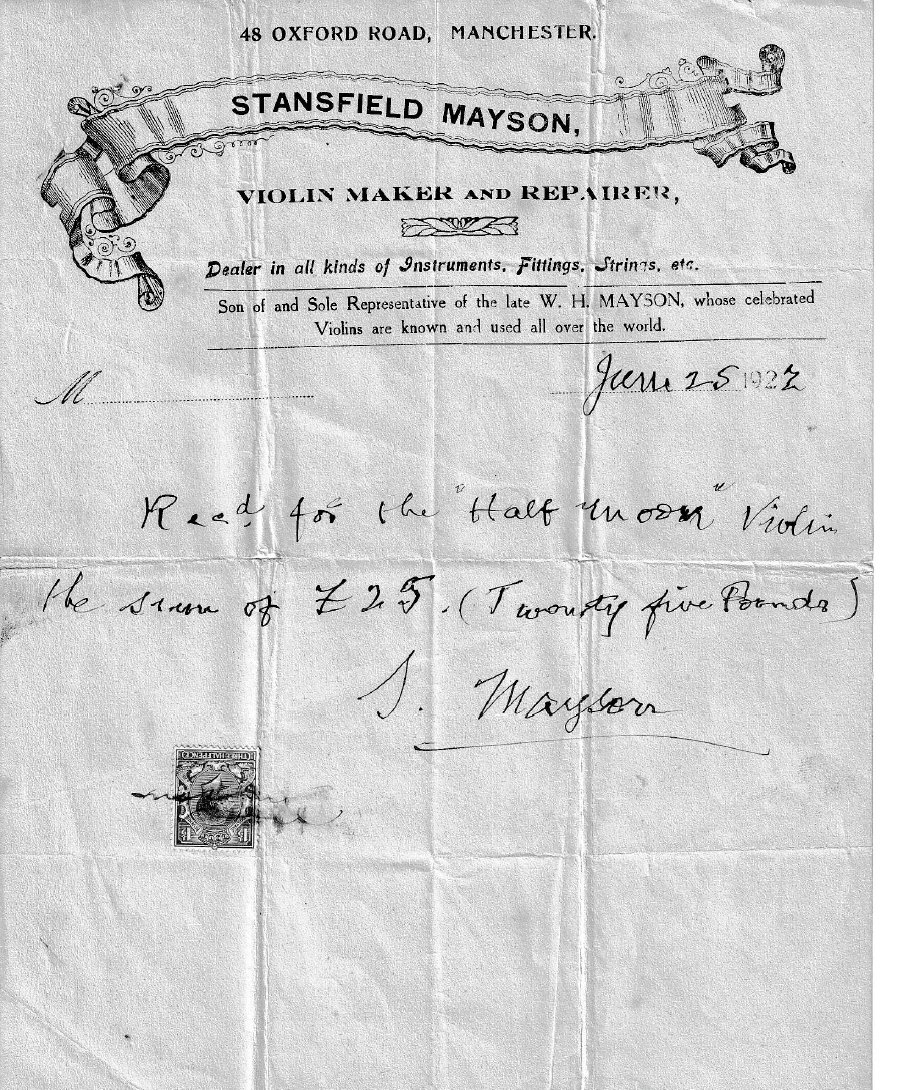 48 OXFORD ROAD, MANCHESTER.
STANSFIELD MAYSON,
VIOLIN MAKER AND REPAIRER,
Dealer in all kinds of Instruments, Fittings, Strings, etc.
Son of and Sole Representative of the late W. H. MAYSON, whose celebrated
Violins are known and used all over the world.
M
June 25 1922
Recd. for the "Half Moon" Violin
the sum of £25. (Twenty five Pounds)
S. Mayson
THREE HALFPENCE